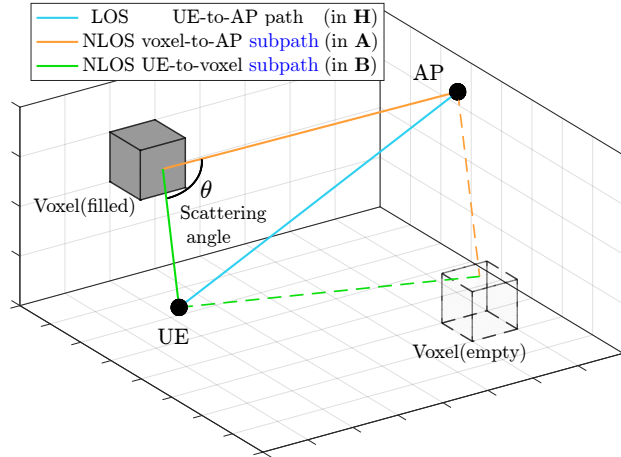 LOS UE-to-AP path (in H)
NLOS voxel-to-AP subpath (in A)
NLOS UE-to-voxel subpath (in B)
AP
Voxel(filled)
θ
Scattering
angle
UE
Voxel(empty)